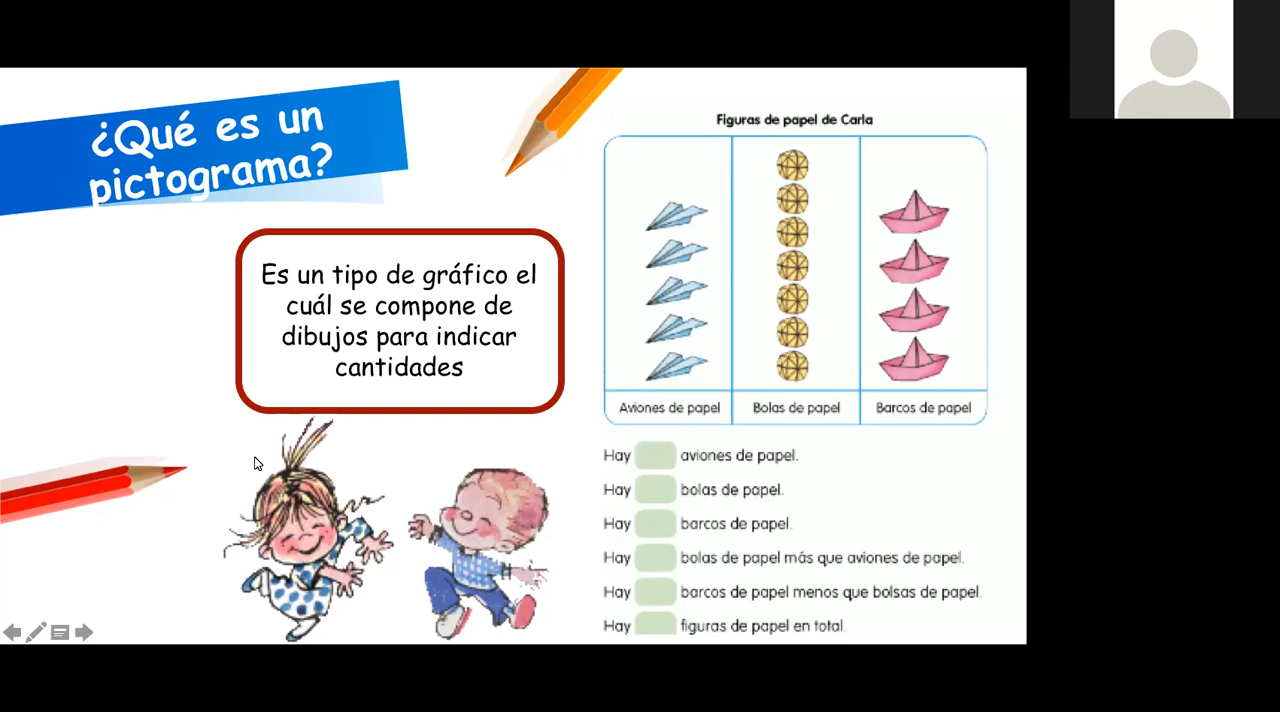 ¿Qué es un
pictograma?
Es un tipo de gráfico el
cuál se compone de
dibujos para indicar
cantidades
Figuras de papel de Carla
Aviones de papel
Bolas de papel
Barcos de papel
Hay aviones de papel.
Hay bolas de papel.
Hay barcos de papel.
Hay bolas de papel más que aviones de papel.
Hay barcos de papel menos que bolsas de papel.
Hay figuras de papel en total.